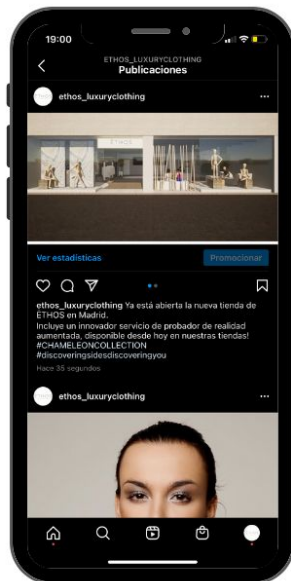 19:00
ETHOS_LUXURYCLOTHING
Publicaciones
ethos_luxuryclothing
ETHOS
Ver estadísticas
Promocionar
ethos_luxuryclothing Ya está abierta la nueva tienda de
ETHOS en Madrid.
Incluye un innovador servicio de probador de realidad
aumentada, disponible desde hoy en nuestras tiendas!
#CHAMELEONCOLLECTION
#discoveringsidesdiscoveringyou
Hace 35 segundos
ethos_luxuryclothing